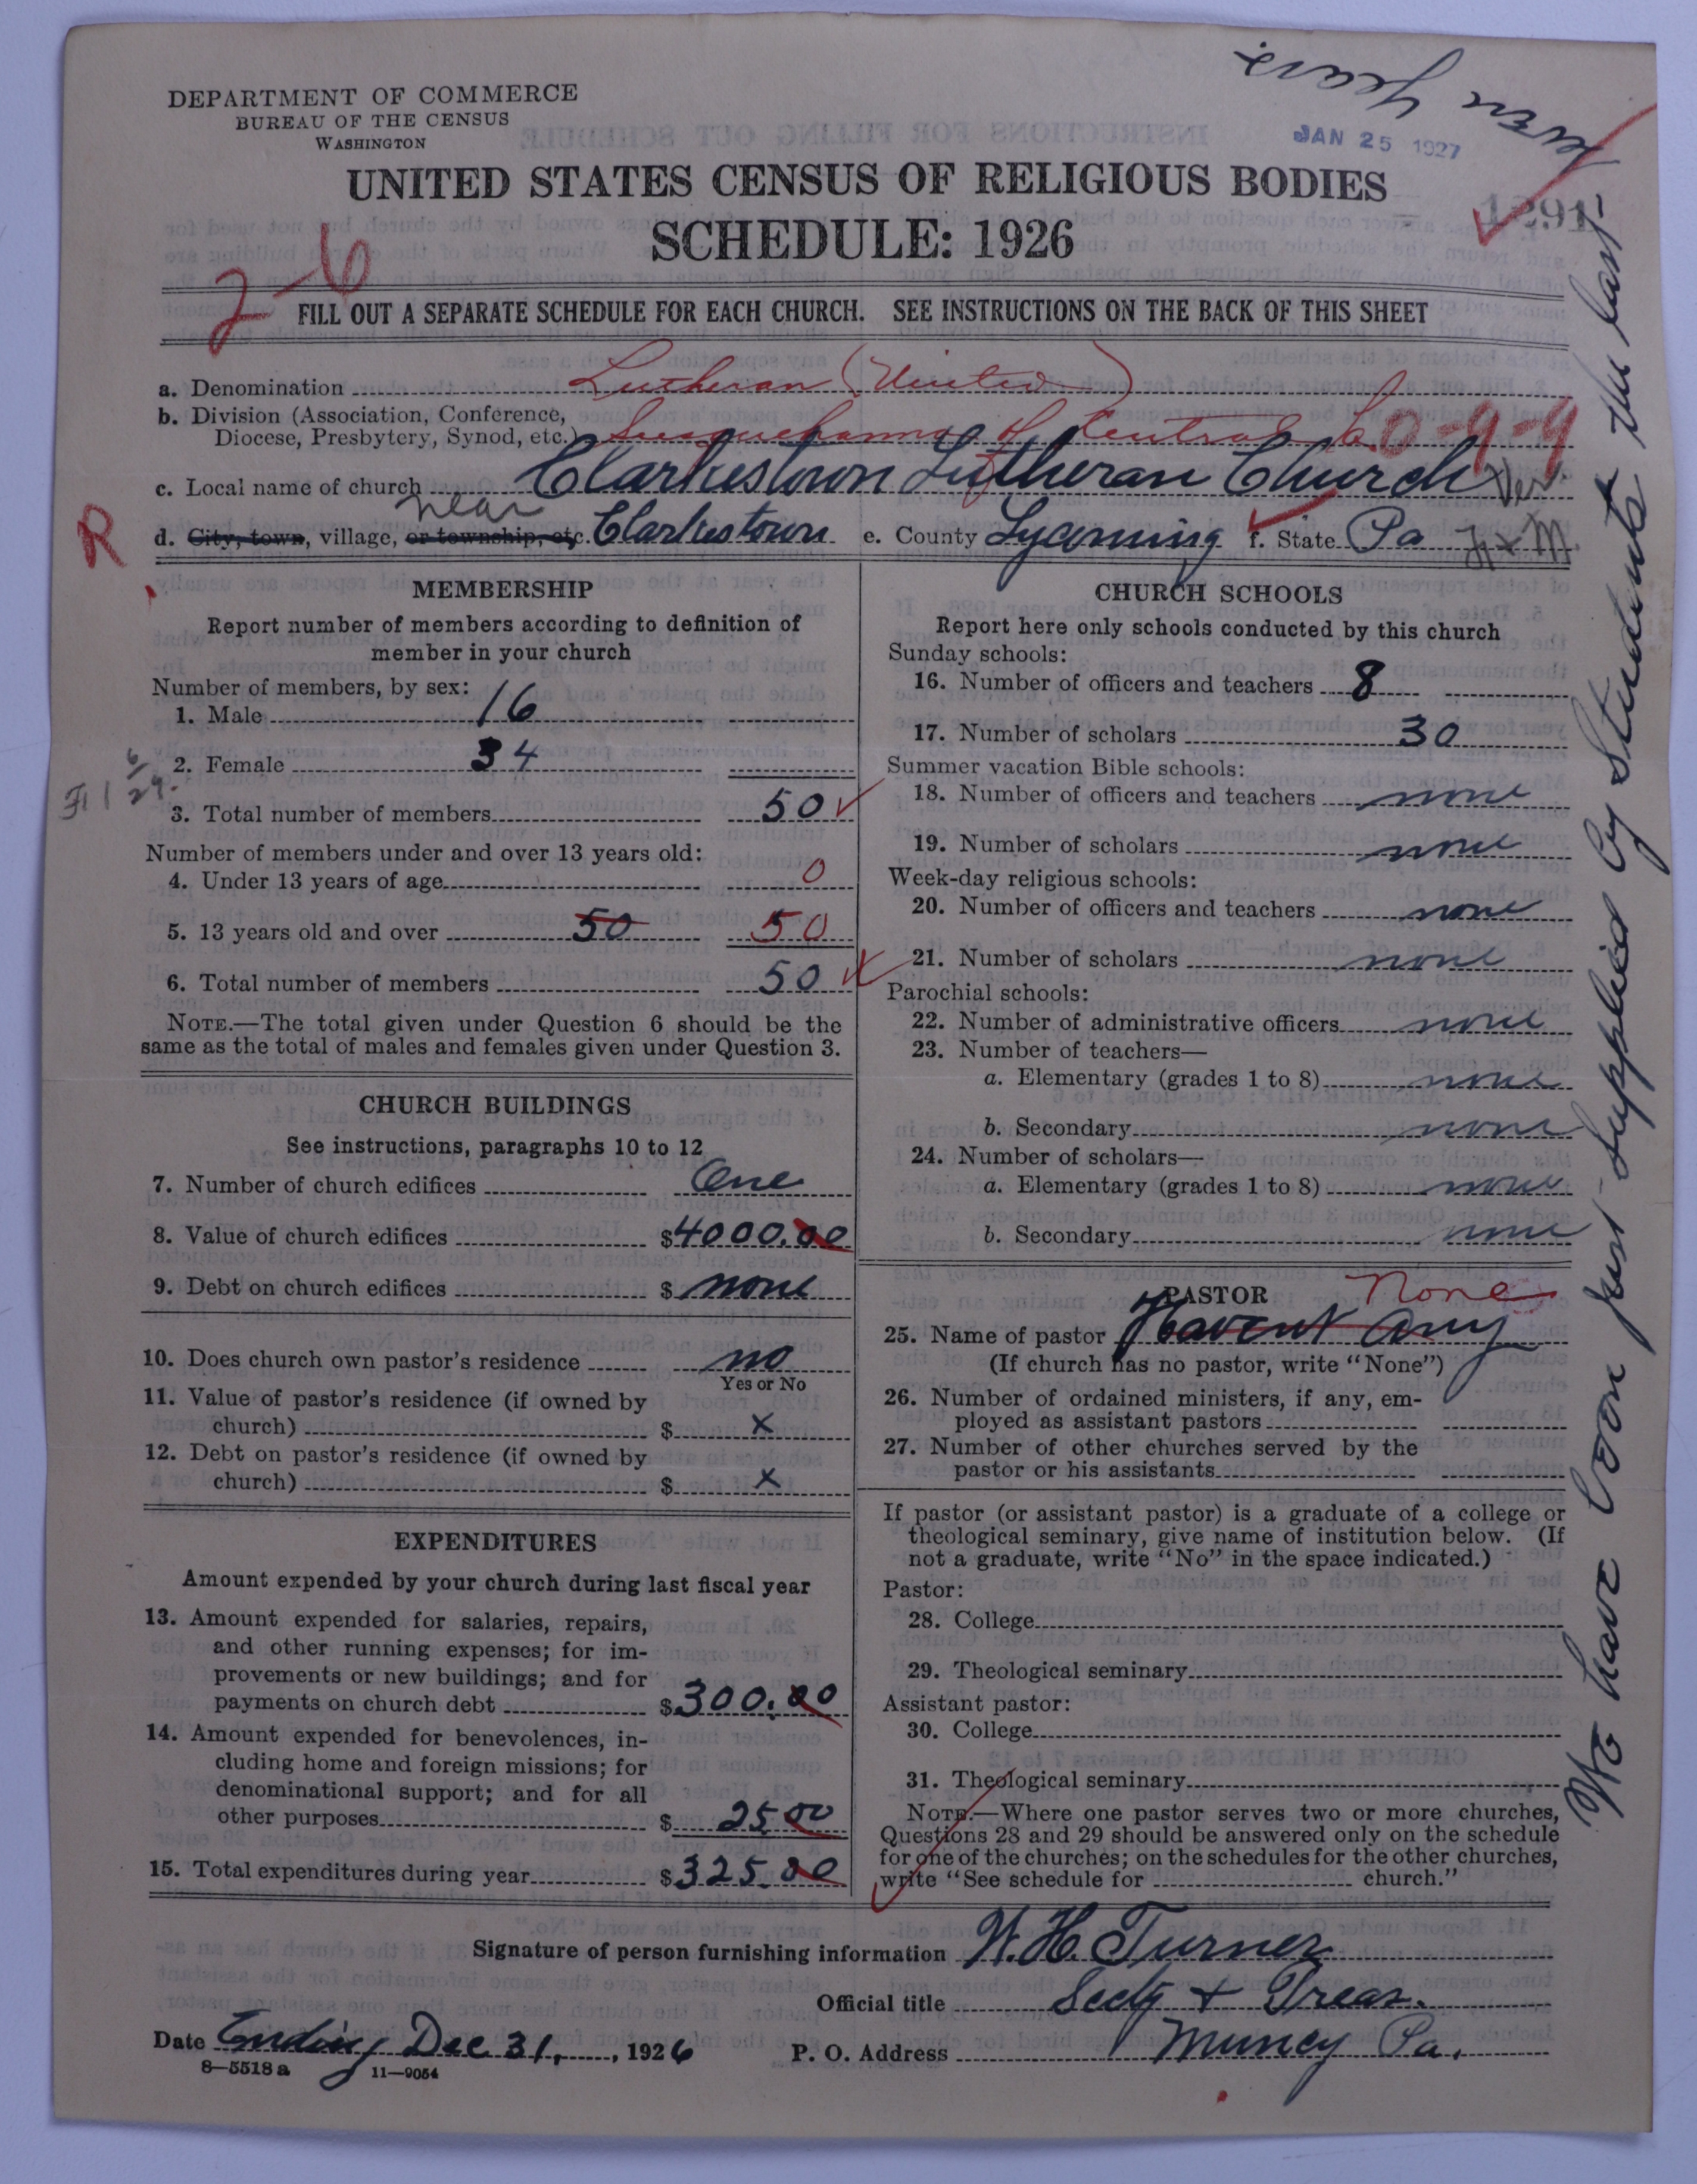 DEPARTMENT OF COMMERCE
BUREAU OF THE CENSUS
WASHINGTON
JAN 25 1927
UNITED STATES CENSUS OF RELIGIOUS BODIES
SCHEDULE: 1926
1291
2-6
FILL OUT A SEPARATE SCHEDULE FOR EACH CHURCH. SEE INSTRUCTIONS ON THE BACK OF THIS SHEET
a. Denomination Lutheran (United)
b. Division (Association, Conference,
Diocese, Presbytery, Synod, etc.) Susquehanna of Central Pa. 0-9-9
c. Local name of church Clarkestown Lutheran Church Ver.
near
R
d. City, town, village, or township, etc. Clarkestown e. County Lycoming f. State Pa
MEMBERSHIP
Report number of members according to definition of
member in your church
Number of members, by sex:
1. Male 16
2. Female 34
3. Total number of members 50
Number of members under and over 13 years old:
4. Under 13 years of age 0
5. 13 years old and over 50 50
6. Total number of members 50
NOTE.—The total given under Question 6 should be the
same as the total of males and females given under Question 3.
CHURCH BUILDINGS
See instructions, paragraphs 10 to 12
7. Number of church edifices One
8. Value of church edifices $4000.00
9. Debt on church edifices $ none
10. Does church own pastor's residence no
Yes or No
11. Value of pastor's residence (if owned by
church) $ x
12. Debt on pastor's residence (if owned by
church) $ x
EXPENDITURES
Amount expended by your church during last fiscal year
13. Amount expended for salaries, repairs,
and other running expenses; for im-
provements or new buildings; and for
payments on church debt $300.00
14. Amount expended for benevolences, in-
cluding home and foreign missions; for
denominational support; and for all
other purposes $ 25.00
15. Total expenditures during year $325.00
CHURCH SCHOOLS
Report here only schools conducted by this church
Sunday schools:
16. Number of officers and teachers 8
17. Number of scholars 30
Summer vacation Bible schools:
18. Number of officers and teachers none
19. Number of scholars none
Week-day religious schools:
20. Number of officers and teachers none
21. Number of scholars none
Parochial schools:
22. Number of administrative officers none
23. Number of teachers—
a. Elementary (grades 1 to 8) none
b. Secondary none
24. Number of scholars—
a. Elementary (grades 1 to 8) none
b. Secondary none
PASTOR None
25. Name of pastor Havent Any
(If church has no pastor, write "None")
26. Number of ordained ministers, if any, em-
ployed as assistant pastors
27. Number of other churches served by the
pastor or his assistants
If pastor (or assistant pastor) is a graduate of a college or
theological seminary, give name of institution below. (If
not a graduate, write "No" in the space indicated.)
Pastor:
28. College
29. Theological seminary
Assistant pastor:
30. College
31. Theological seminary
NOTE.—Where one pastor serves two or more churches,
Questions 28 and 29 should be answered only on the schedule
for one of the churches; on the schedules for the other churches,
write "See schedule for church."
Signature of person furnishing information W. H. Turner
Official title Secty + Treas.
Date Ending Dec 31, 1926 P. O. Address Muncy Pa.
8—5518 a 11—9054
We have been just supplied by Students the last
years.